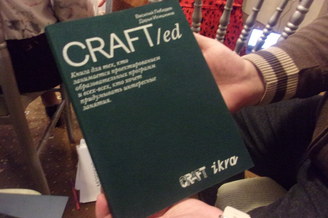 CRAFT/ed
Книга для тех, кто
занимается проектированием
образовательных программ
и всех-всех, кто хочет
придумывать интересные
занятия.
CRAFT ikra